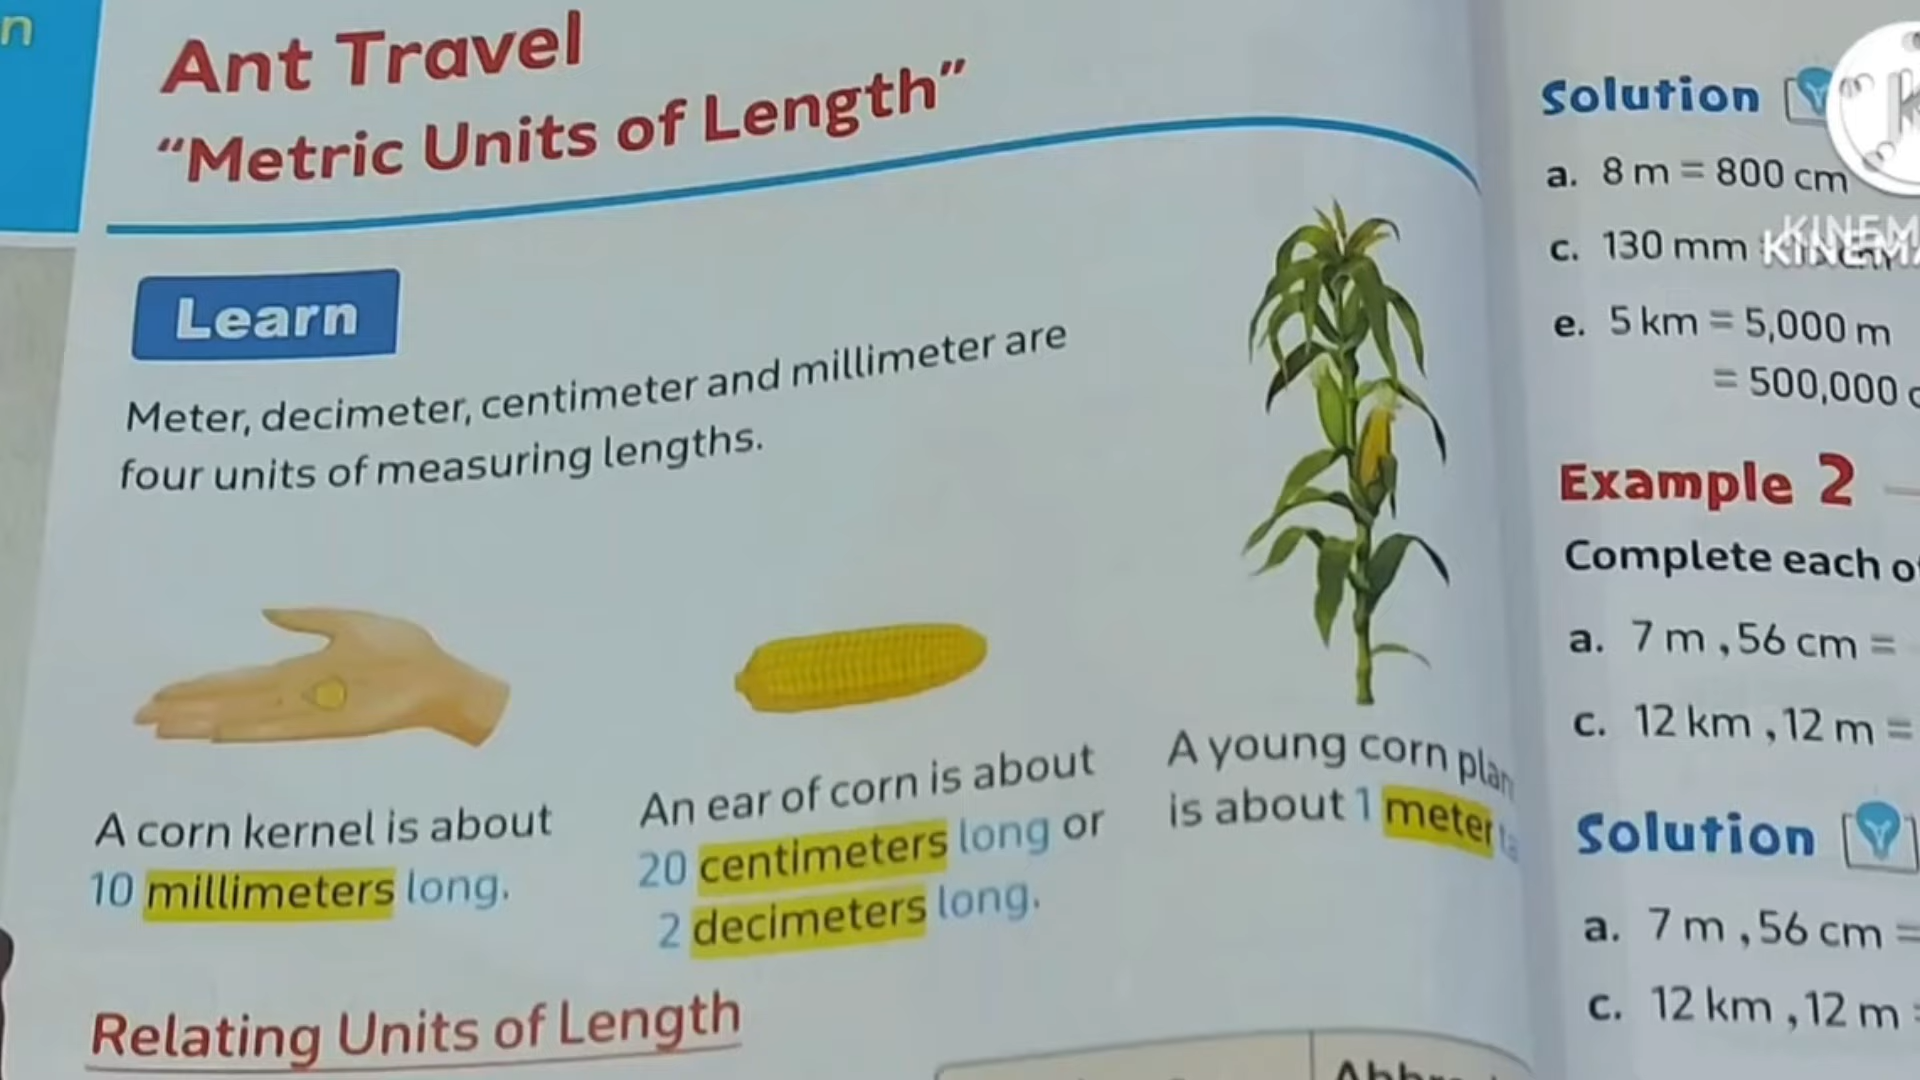 n
Ant Travel
"Metric Units of Length"
Learn
Meter, decimeter, centimeter and millimeter are
four units of measuring lengths.
A corn kernel is about
10 millimeters long.
An ear of corn is about
20 centimeters long or
2 decimeters long.
A young corn plan
is about 1 meter
Relating Units of Length
Solution
a. 8 m = 800 cm
c. 130 mm
e. 5 km = 5,000 m
= 500,000 c
Example 2
Complete each of
a. 7 m , 56 cm =
c. 12 km , 12 m =
Solution
a. 7 m , 56 cm =
c. 12 km , 12 m =
KINEMA